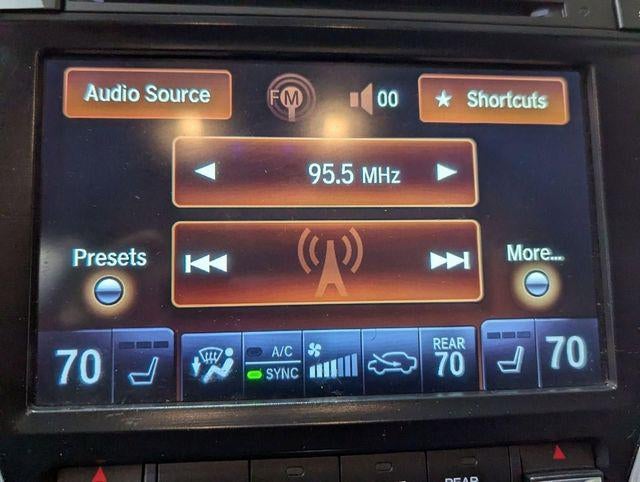 Audio Source
FM
00
★ Shortcuts
95.5 MHz
Presets
More...
70
A/C
SYNC
REAR
70
70
REAR